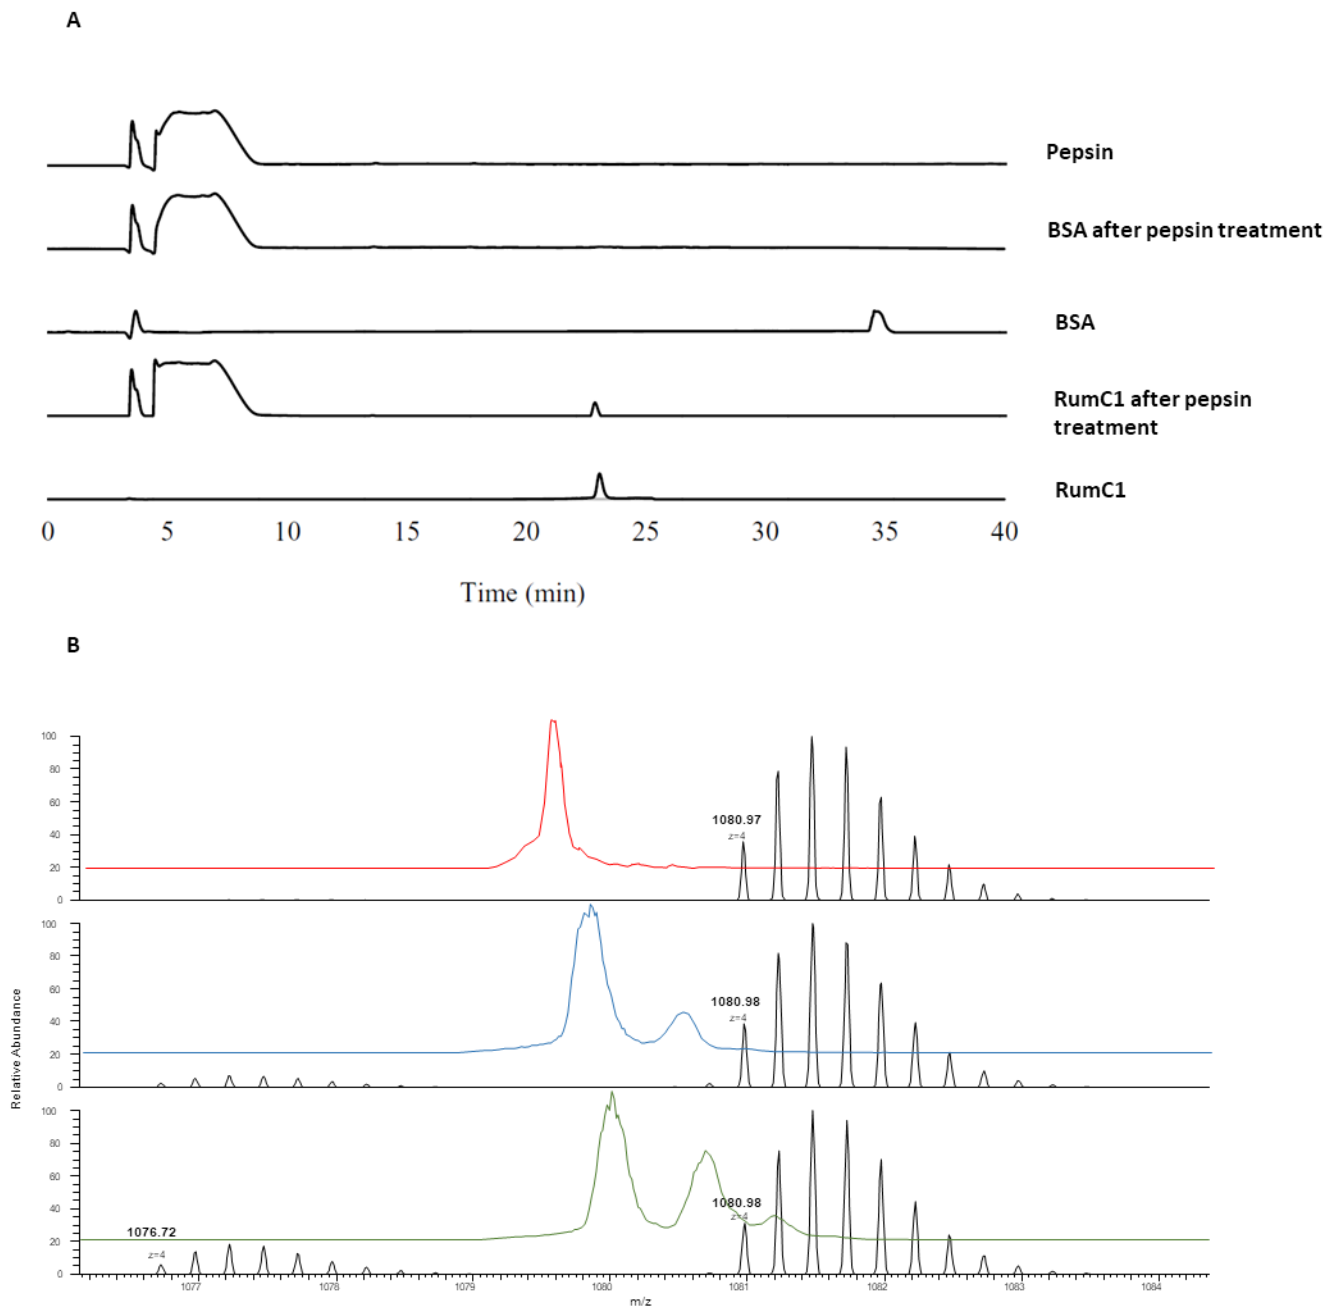 A
Pepsin
BSA after pepsin treatment
BSA
RumC1 after pepsin
treatment
RumC1
0 5 10 15 20 25 30 35 40
Time (min)
B
100
80
60
40
20
0
1080.97
z=4
100
80
60
40
20
0
1080.98
z=4
Relative Abundance
100
80
60
40
20
0
1076.72
z=4
1080.98
z=4
1077 1078 1079 1080 1081 1082 1083 1084
m/z